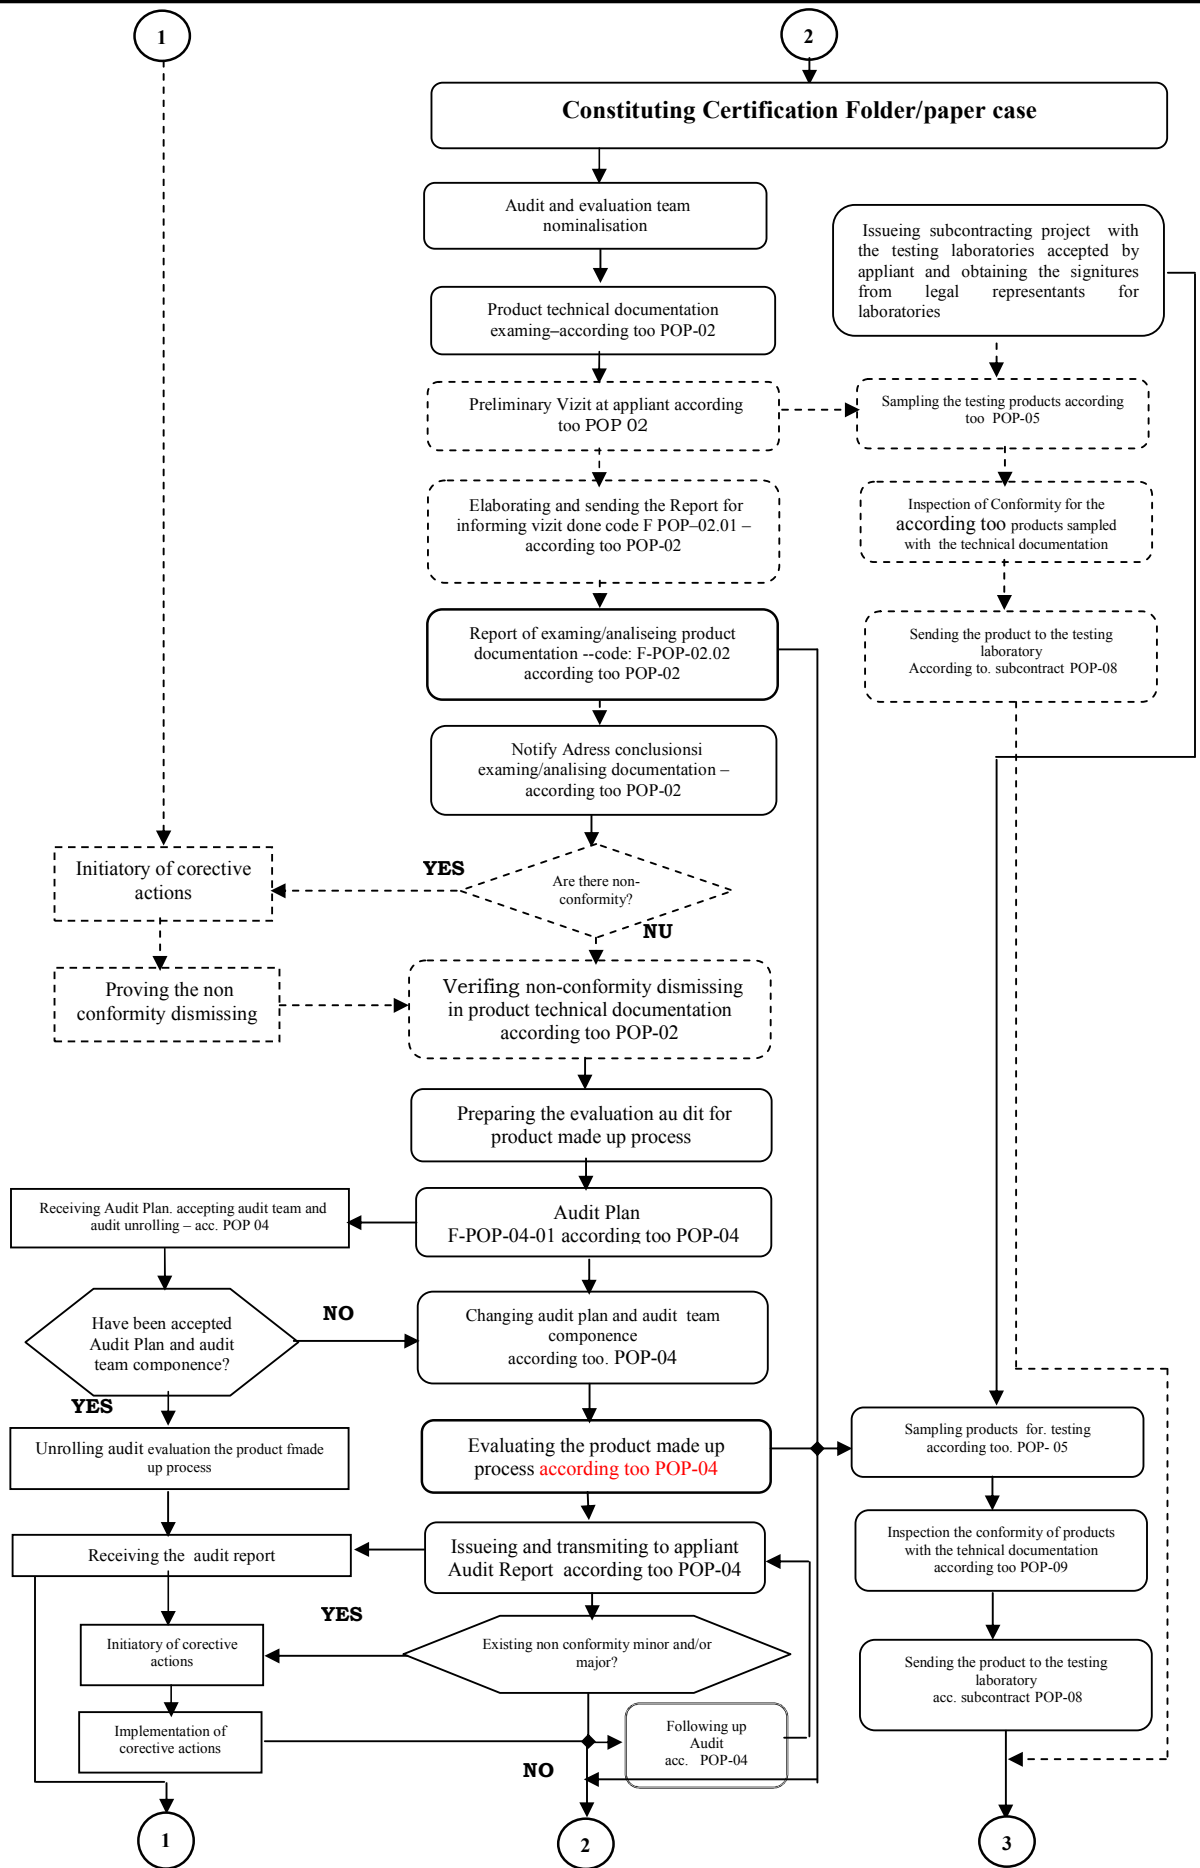 1
2
Constituting Certification Folder/paper case
Audit and evaluation team
nominalisation
Issueing subcontracting project with
the testing laboratories accepted by
appliant and obtaining the signitures
from legal representants for
laboratories
Product technical documentation
examing–according too POP-02
Preliminary Vizit at appliant according
too POP 02
Sampling the testing products according
too POP-05
Elaborating and sending the Report for
informing vizit done code F POP–02.01 –
according too POP-02
Inspection of Conformity for the
according too products sampled
with the technical documentation
Report of examing/analiseing product
documentation --code: F-POP-02.02
according too POP-02
Sending the product to the testing
laboratory
According to. subcontract POP-08
Notify Adress conclusionsi
examing/analising documentation –
according too POP-02
Initiatory of corective
actions
YES
Are there non-
conformity?
NU
Proving the non
conformity dismissing
Verifing non-conformity dismissing
in product technical documentation
according too POP-02
Preparing the evaluation au dit for
product made up process
Receiving Audit Plan. accepting audit team and
audit unrolling – acc. POP 04
Audit Plan
F-POP-04-01 according too POP-04
Have been accepted
Audit Plan and audit
team componence?
NO
Changing audit plan and audit team
componence
according too. POP-04
YES
Unrolling audit evaluation the product fmade
up process
Evaluating the product made up
process according too POP-04
Sampling products for. testing
according too. POP- 05
Receiving the audit report
Issueing and transmiting to appliant
Audit Report according too POP-04
Inspection the conformity of products
with the tehnical documentation
according too POP-09
YES
Initiatory of corective
actions
Existing non conformity minor and/or
major?
Sending the product to the testing
laboratory
acc. subcontract POP-08
Implementation of
corective actions
Following up
Audit
acc. POP-04
NO
1
2
3